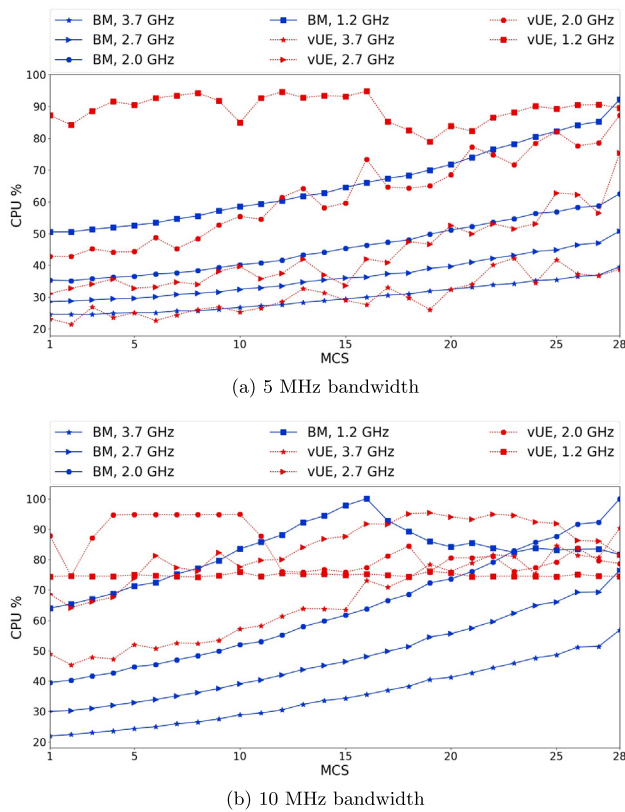 BM, 3.7 GHz BM, 1.2 GHz vUE, 2.0 GHz
BM, 2.7 GHz vUE, 3.7 GHz vUE, 1.2 GHz
BM, 2.0 GHz vUE, 2.7 GHz
100
90
80
70
60
50
40
30
20
CPU %
1 5 10 15 20 25 28
MCS
(a) 5 MHz bandwidth
BM, 3.7 GHz BM, 1.2 GHz vUE, 2.0 GHz
BM, 2.7 GHz vUE, 3.7 GHz vUE, 1.2 GHz
BM, 2.0 GHz vUE, 2.7 GHz
100
90
80
70
60
50
40
30
20
CPU %
1 5 10 15 20 25 28
MCS
(b) 10 MHz bandwidth